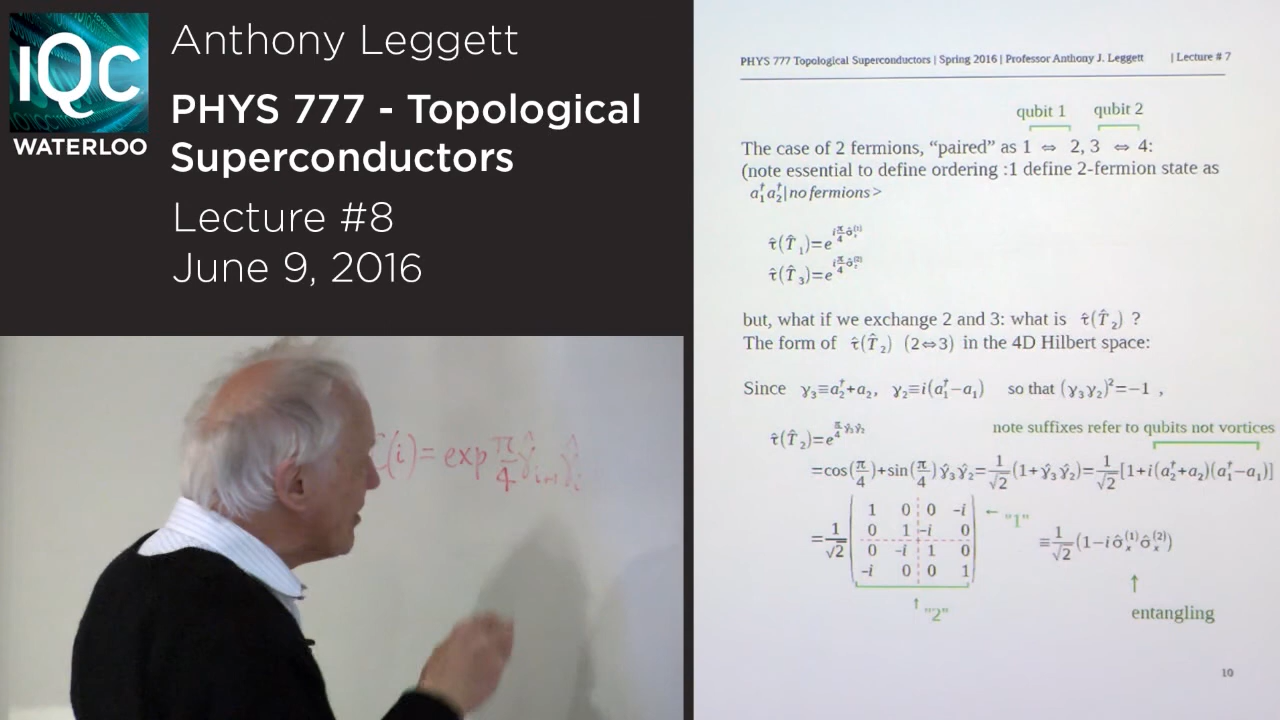 IQC
WATERLOO
Anthony Leggett
PHYS 777 - Topological
Superconductors
Lecture #8
June 9, 2016
τ̂(i) = exp π/4 γ̂ᵢ₊₁ γ̂ᵢ
PHYS 777 Topological Superconductors | Spring 2016 | Professor Anthony J. Leggett | Lecture # 7
qubit 1 qubit 2
The case of 2 fermions, “paired” as 1 ⇔ 2, 3 ⇔ 4:
(note essential to define ordering :1 define 2-fermion state as
a₁†a₂†|no fermions>
τ̂(T̂₁)=e^{iπ/4 σ̂_z^{(1)}}
τ̂(T̂₃)=e^{iπ/4 σ̂_z^{(2)}}
but, what if we exchange 2 and 3: what is τ̂(T̂₂) ?
The form of τ̂(T̂₂) (2⇔3) in the 4D Hilbert space:
Since γ₃≡a₂†+a₂, γ₂≡i(a₁†−a₁) so that (γ₃γ₂)²=−1 ,
τ̂(T̂₂)=e^{π/4 γ̂₃γ̂₂}
note suffixes refer to qubits not vortices
=cos(π/4)+sin(π/4)γ̂₃γ̂₂=1/√2(1+γ̂₃γ̂₂)=1/√2[1+i(a₂†+a₂)(a₁†−a₁)]
=1/√2
1 0 0 -i
0 1 -i 0
0 -i 1 0
-i 0 0 1
← "1"
≡1/√2(1−iσ̂ₓ⁽¹⁾σ̂ₓ⁽²⁾)
↑ "2"
↑
entangling
10